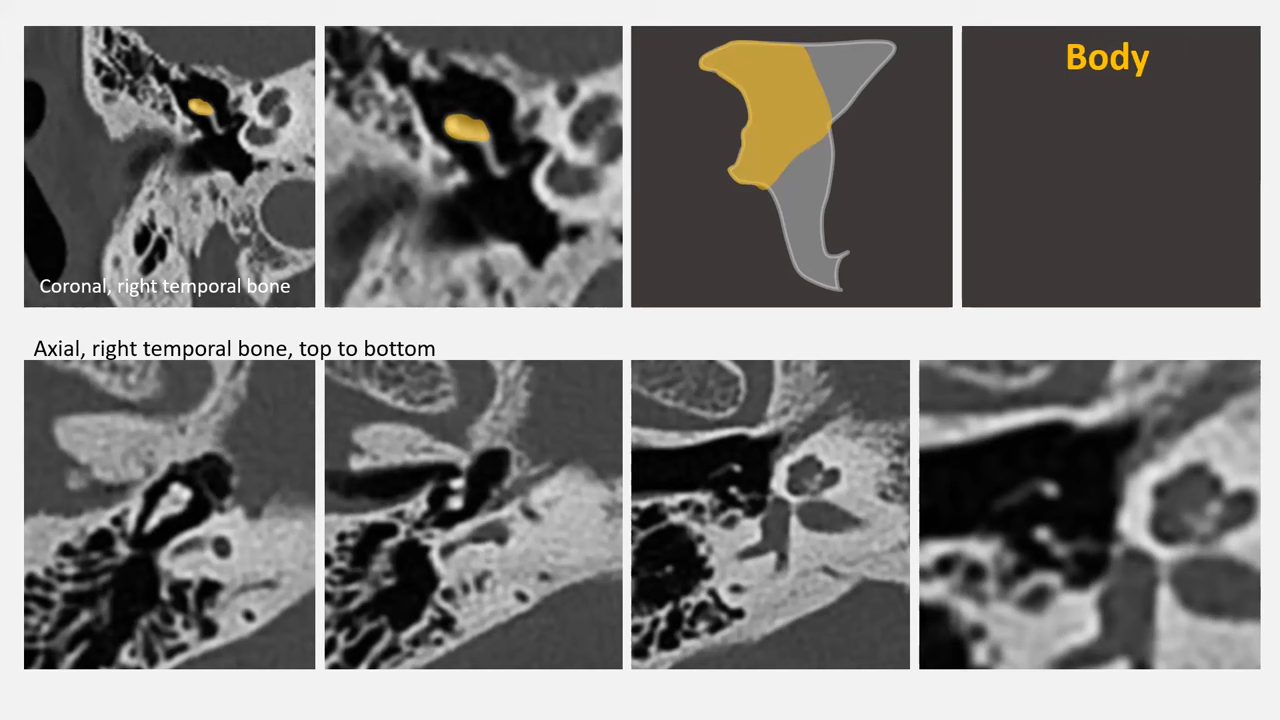 Body
Coronal, right temporal bone
Axial, right temporal bone, top to bottom